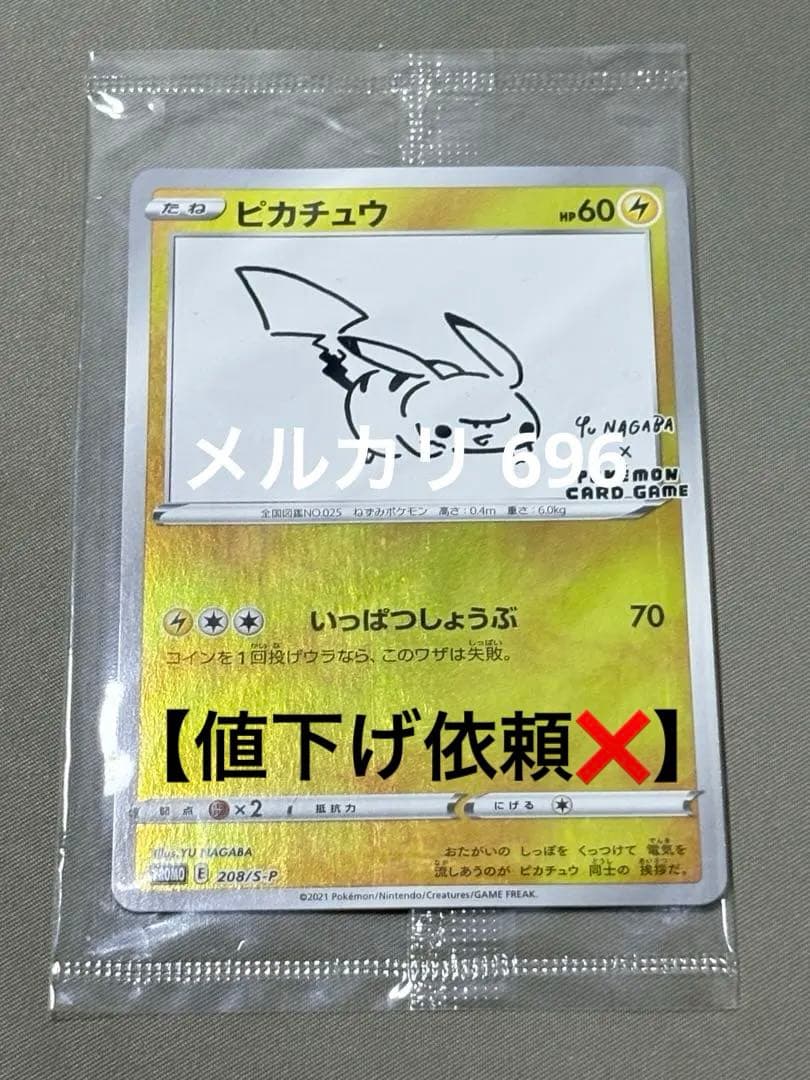 たね ピカチュウ HP60
YU NAGABA
×
メルカリ 696
POKÉMON
CARD GAME
全国図鑑NO.025 ねずみポケモン 高さ：0.4m 重さ：6.0kg
いっぱつしょうぶ 70
コインを1回投げウラなら、このワザは失敗。
【値下げ依頼❌】
弱点 ×2 抵抗力 にげる
illus.YU NAGABA
おたがいの しっぽを くっつけて 電気を
PROMO E 208/S-P
流しあうのが ピカチュウ 同士の 挨拶だ。
©2021 Pokémon/Nintendo/Creatures/GAME FREAK.